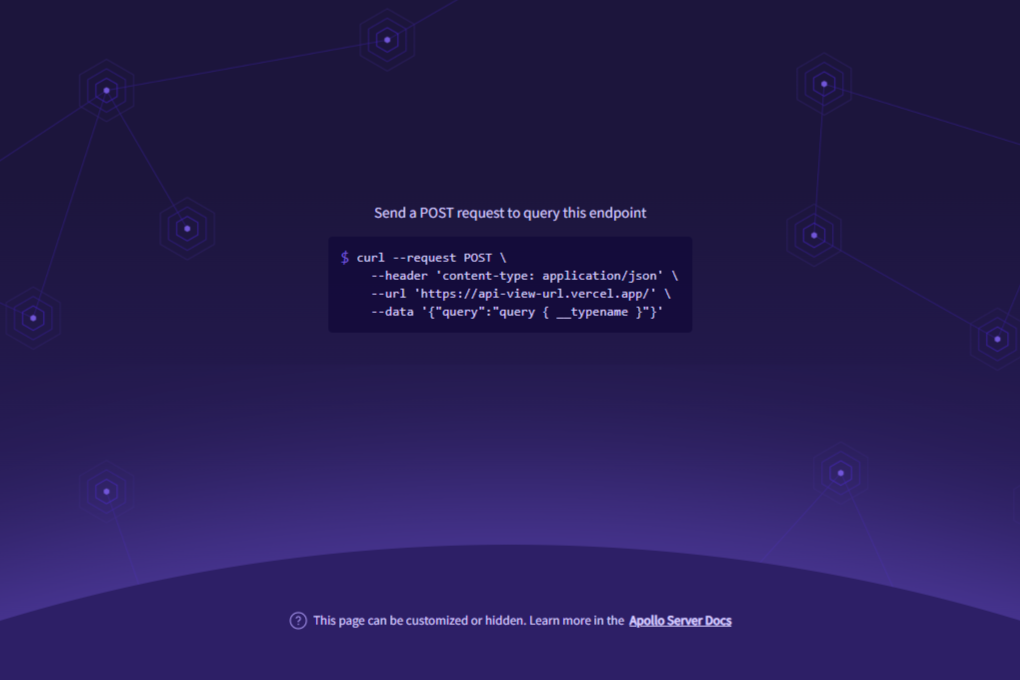 Send a POST request to query this endpoint
$ curl --request POST \
--header 'content-type: application/json' \
--url 'https://api-view-url.vercel.app/' \
--data '{"query":"query { __typename }"}'
? This page can be customized or hidden. Learn more in the Apollo Server Docs